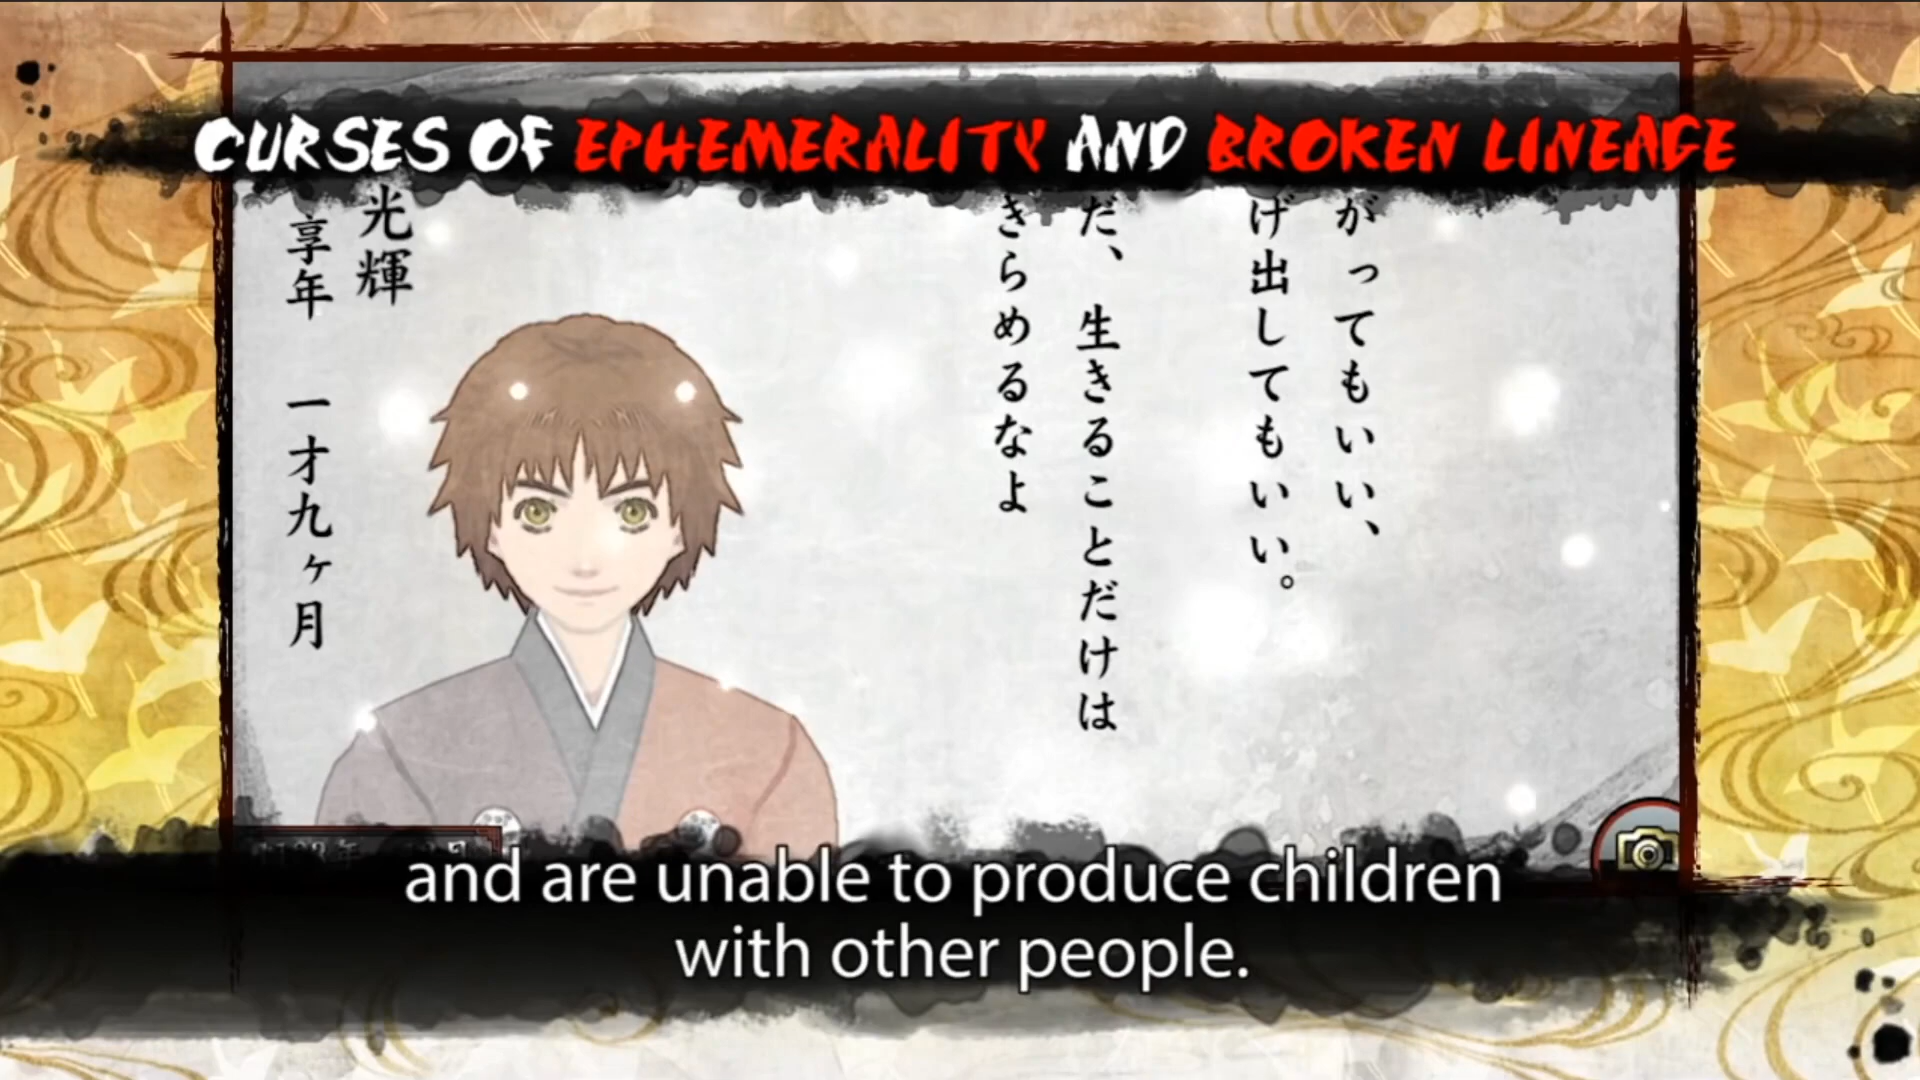 CURSES OF EPHEMERALITY AND BROKEN LINEAGE
がってもいい、
げ出してもいい。
だ、生きることだけは
きらめるなよ
光輝
享年 一才九ヶ月
and are unable to produce children
with other people.